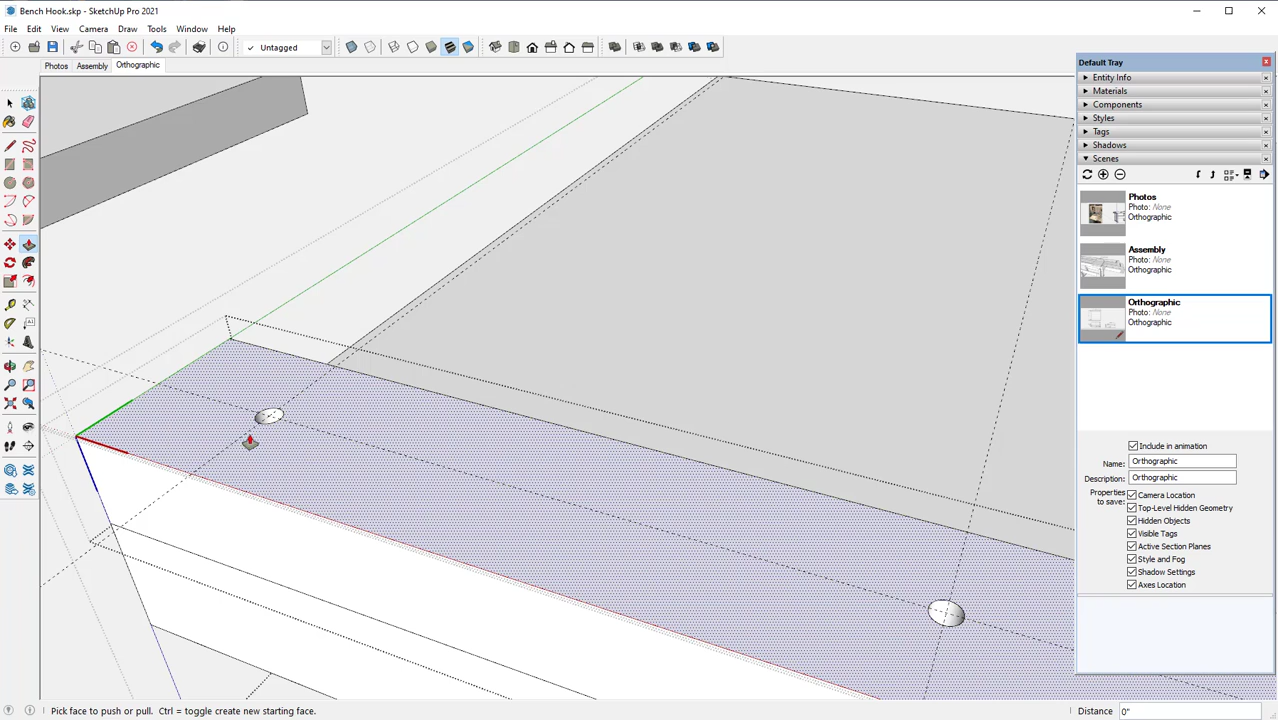 Bench Hook.skp - SketchUp Pro 2021
File Edit View Camera Draw Tools Window Help
Untagged
Photos Assembly Orthographic
Default Tray
Entity Info
Materials
Components
Styles
Tags
Shadows
Scenes
Photos
Photo: None
Orthographic
Assembly
Photo: None
Orthographic
Orthographic
Photo: None
Orthographic
Include in animation
Name: Orthographic
Description: Orthographic
Properties to save:
Camera Location
Top-Level Hidden Geometry
Hidden Objects
Visible Tags
Active Section Planes
Style and Fog
Shadow Settings
Axes Location
Pick face to push or pull. Ctrl = toggle create new starting face.
Distance 0"